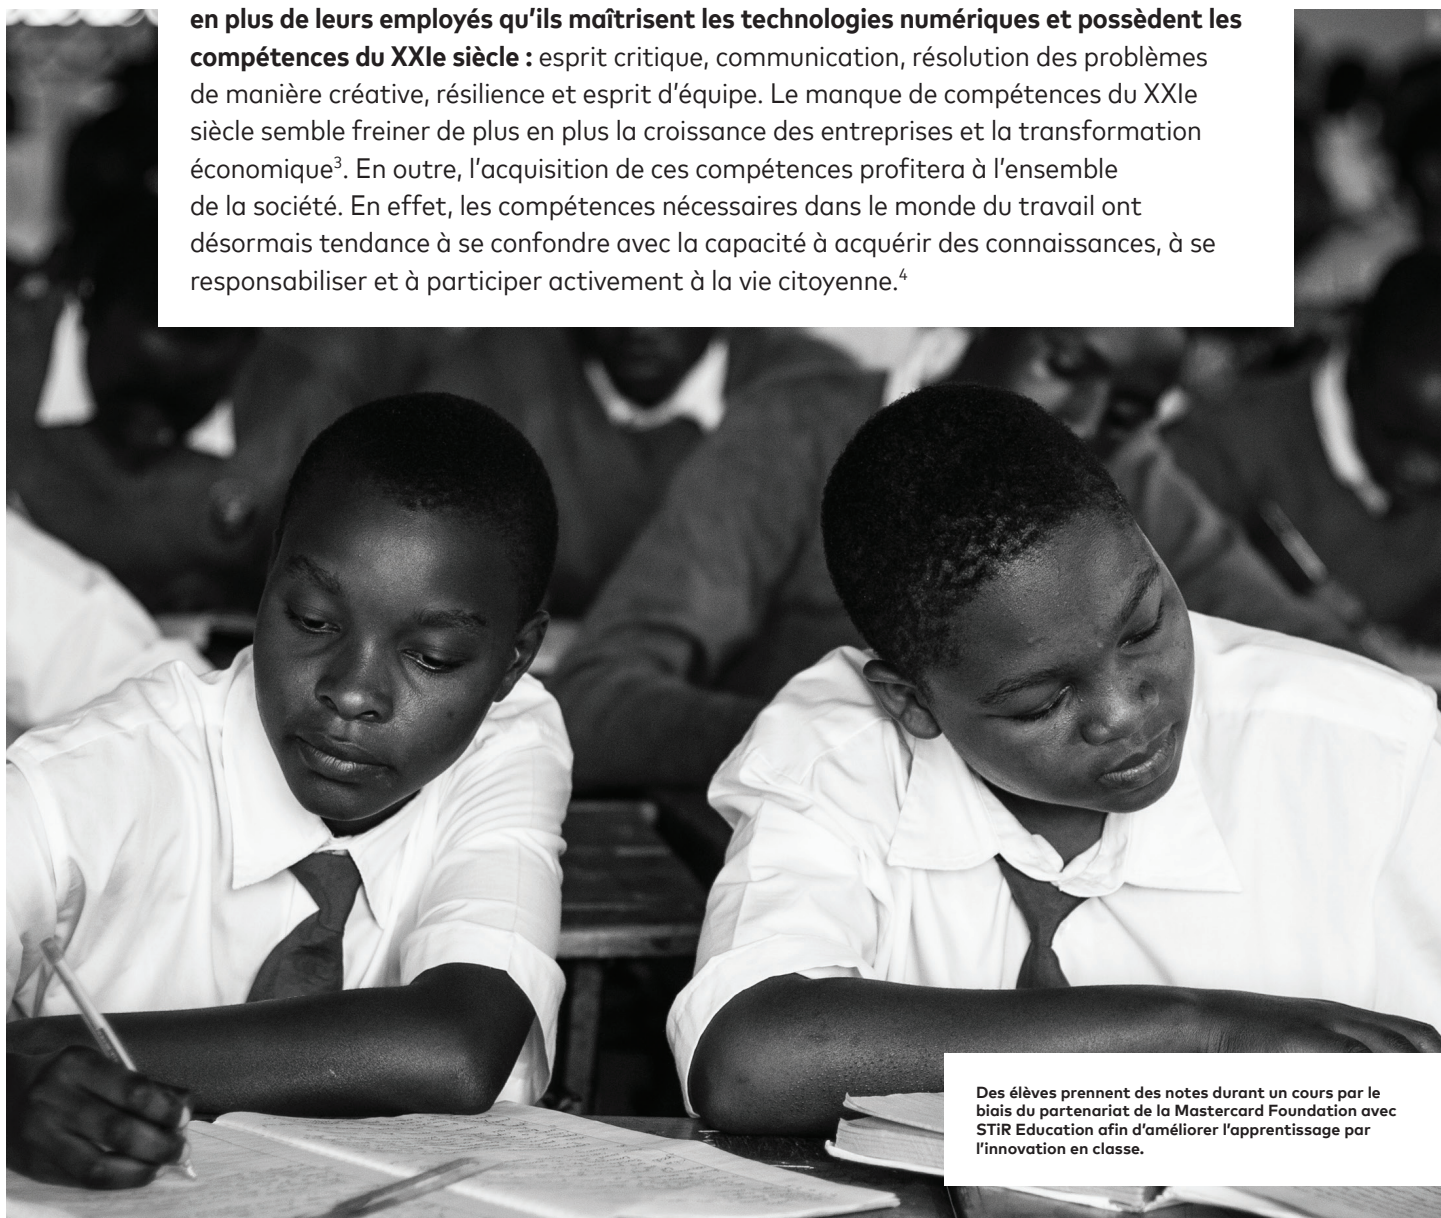 en plus de leurs employés qu’ils maîtrisent les technologies numériques et possèdent les
compétences du XXIe siècle : esprit critique, communication, résolution des problèmes
de manière créative, résilience et esprit d’équipe. Le manque de compétences du XXIe
siècle semble freiner de plus en plus la croissance des entreprises et la transformation
économique³. En outre, l’acquisition de ces compétences profitera à l’ensemble
de la société. En effet, les compétences nécessaires dans le monde du travail ont
désormais tendance à se confondre avec la capacité à acquérir des connaissances, à se
responsabiliser et à participer activement à la vie citoyenne.⁴
Des élèves prennent des notes durant un cours par le
biais du partenariat de la Mastercard Foundation avec
STiR Education afin d’améliorer l’apprentissage par
l’innovation en classe.